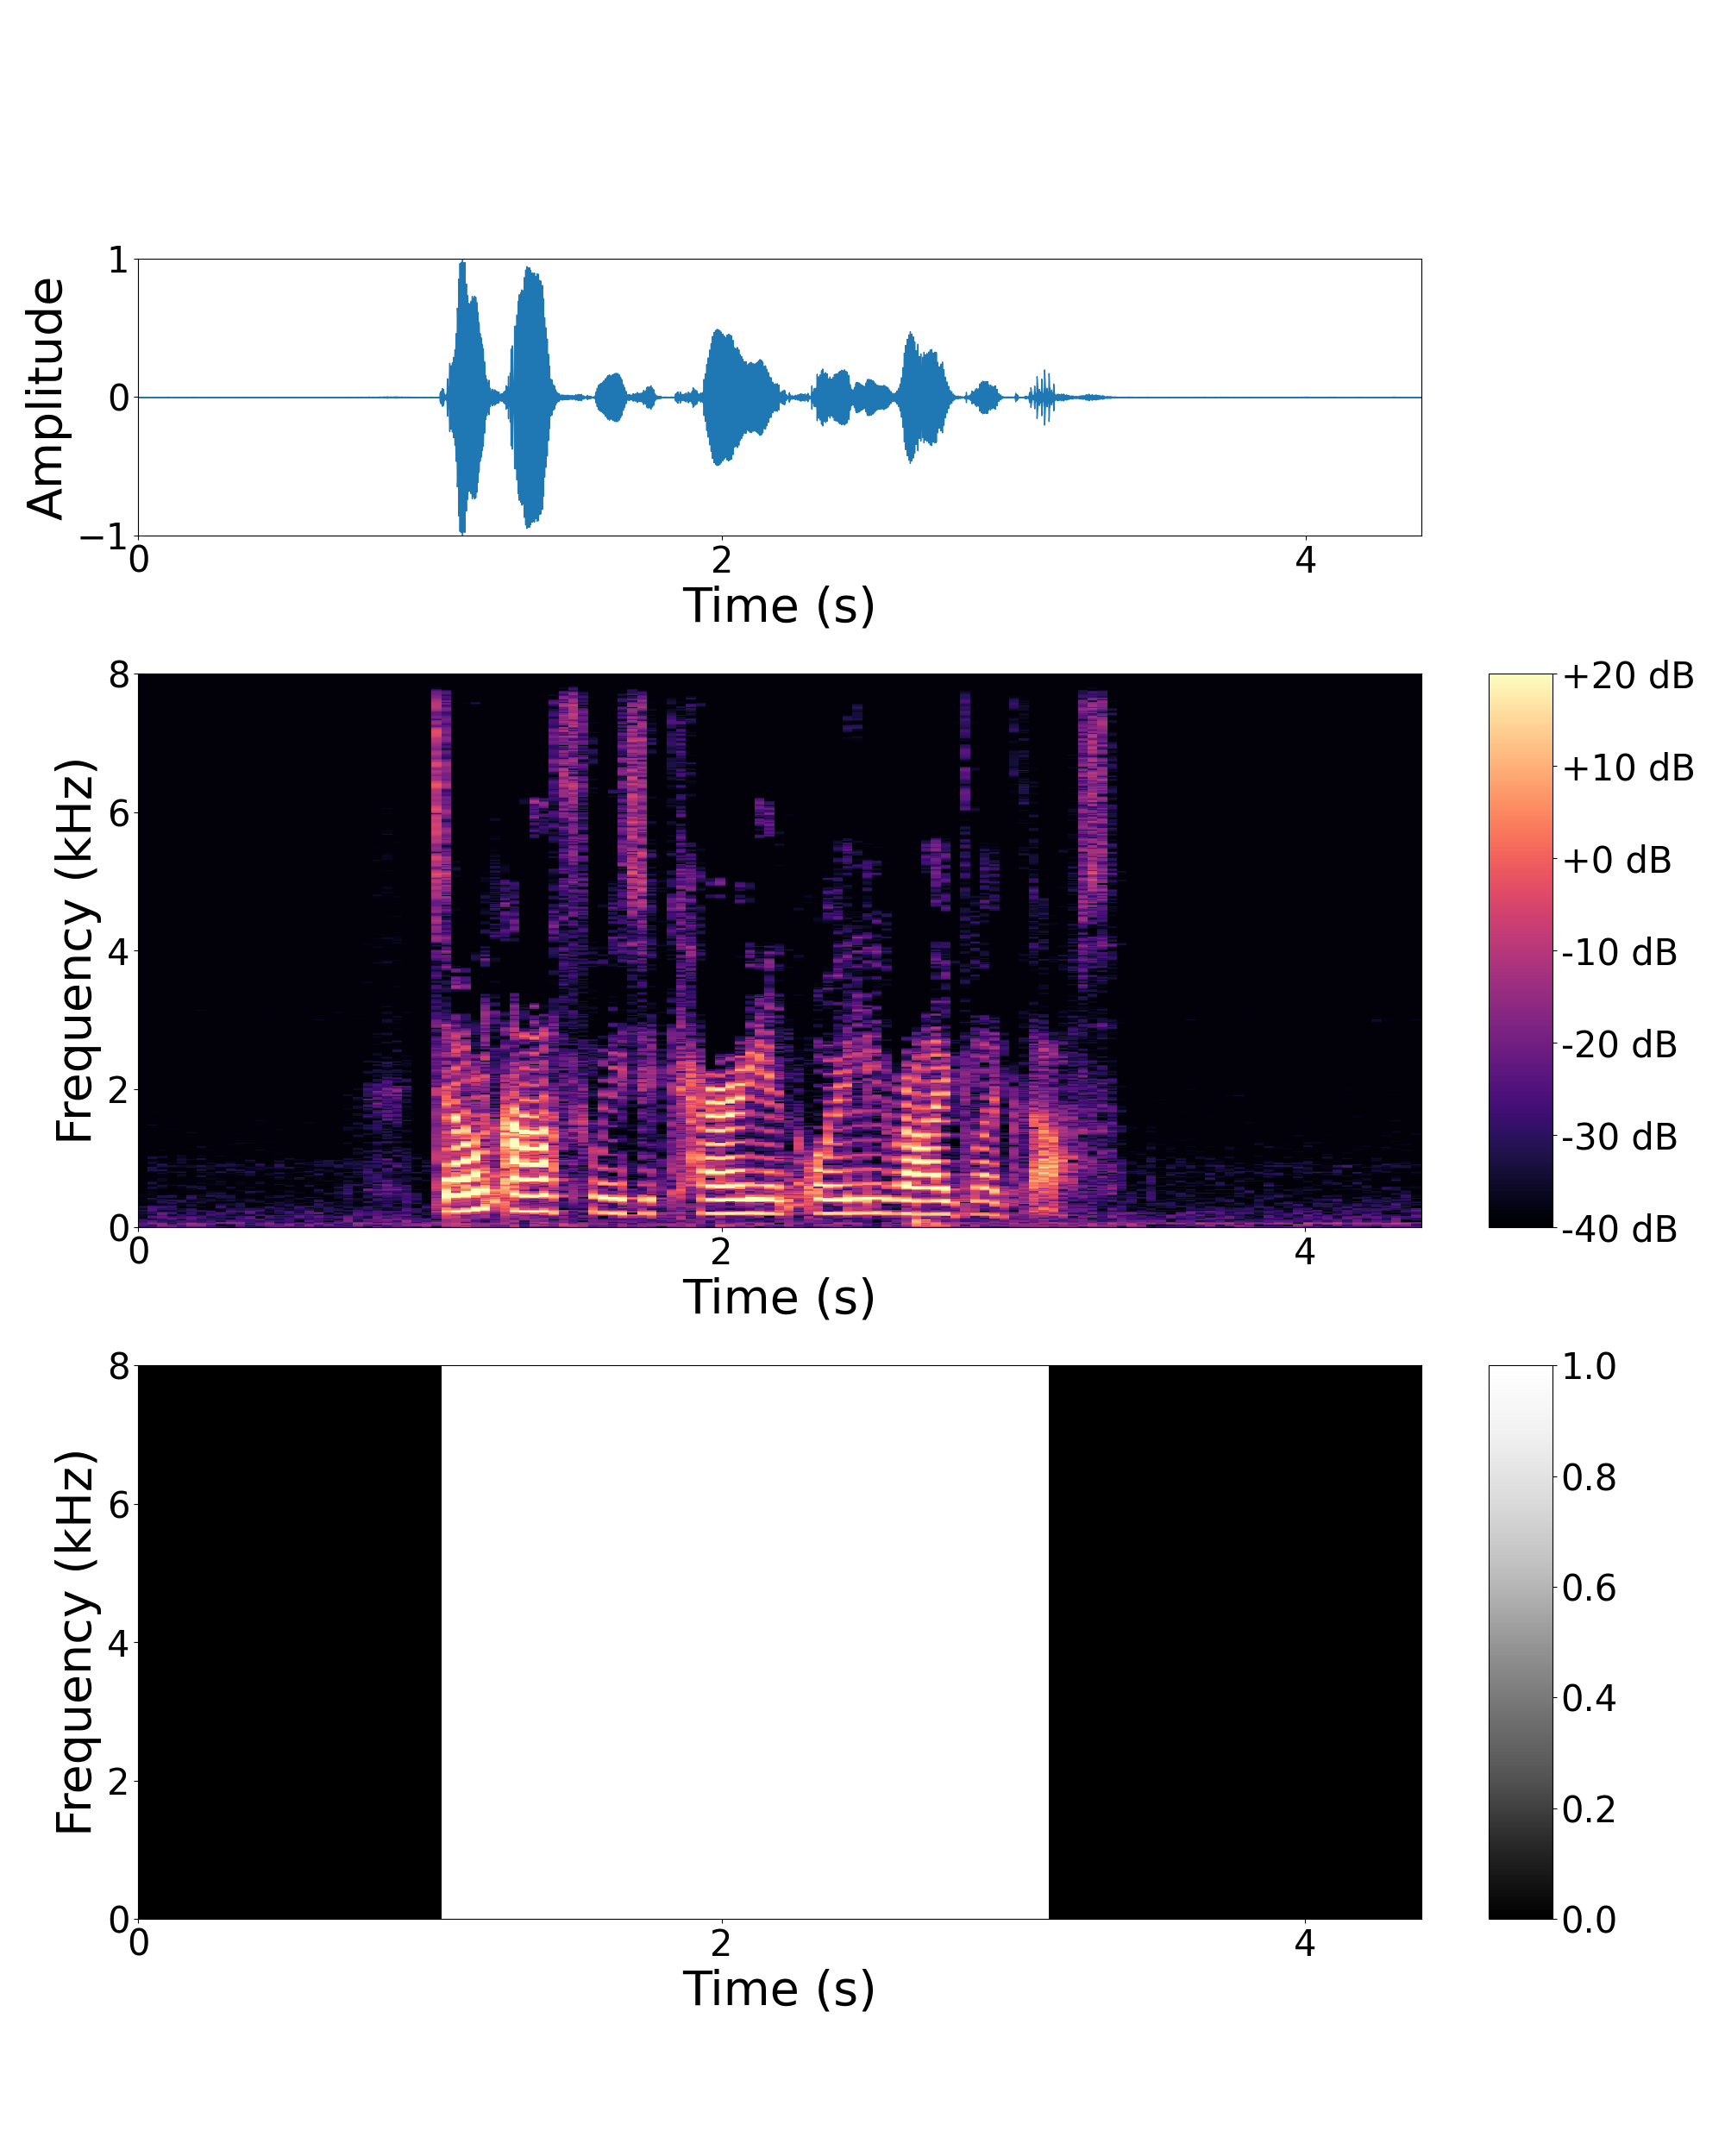 1
0
−1
Amplitude
0 2 4
Time (s)
8
6
4
2
0
Frequency (kHz)
0 2 4
Time (s)
+20 dB
+10 dB
+0 dB
-10 dB
-20 dB
-30 dB
-40 dB
8
6
4
2
0
Frequency (kHz)
0 2 4
Time (s)
1.0
0.8
0.6
0.4
0.2
0.0